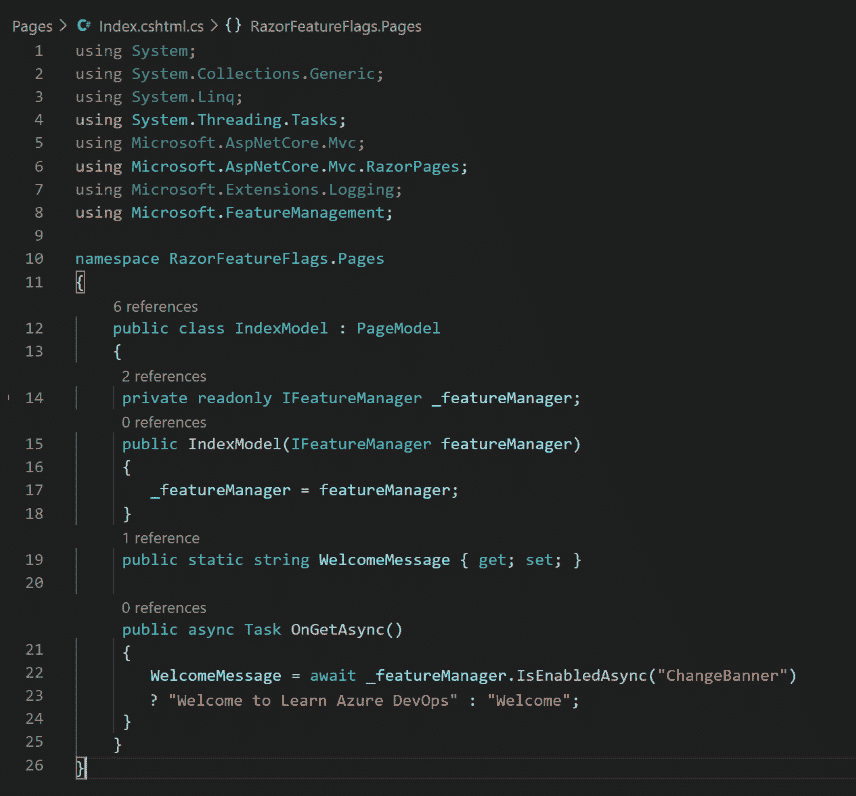 Pages > Index.cshtml.cs > {} RazorFeatureFlags.Pages
1 using System;
2 using System.Collections.Generic;
3 using System.Linq;
4 using System.Threading.Tasks;
5 using Microsoft.AspNetCore.Mvc;
6 using Microsoft.AspNetCore.Mvc.RazorPages;
7 using Microsoft.Extensions.Logging;
8 using Microsoft.FeatureManagement;
9
10 namespace RazorFeatureFlags.Pages
11 {
6 references
12 public class IndexModel : PageModel
13 {
2 references
14 private readonly IFeatureManager _featureManager;
0 references
15 public IndexModel(IFeatureManager featureManager)
16 {
17 _featureManager = featureManager;
18 }
1 reference
19 public static string WelcomeMessage { get; set; }
20
0 references
public async Task OnGetAsync()
21 {
22 WelcomeMessage = await _featureManager.IsEnabledAsync("ChangeBanner")
23 ? "Welcome to Learn Azure DevOps" : "Welcome";
24 }
25 }
26 }